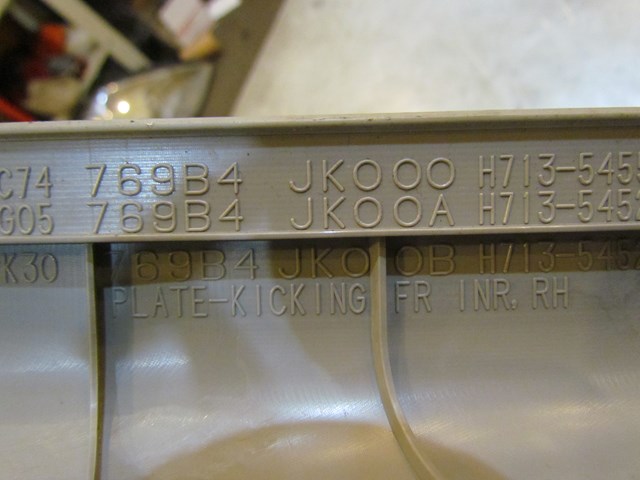 C74 769B4 JK000 H713-545
G05 769B4 JK00A H713-545
K30 769B4 JK00B H713-545
PLATE-KICKING FR INR, RH